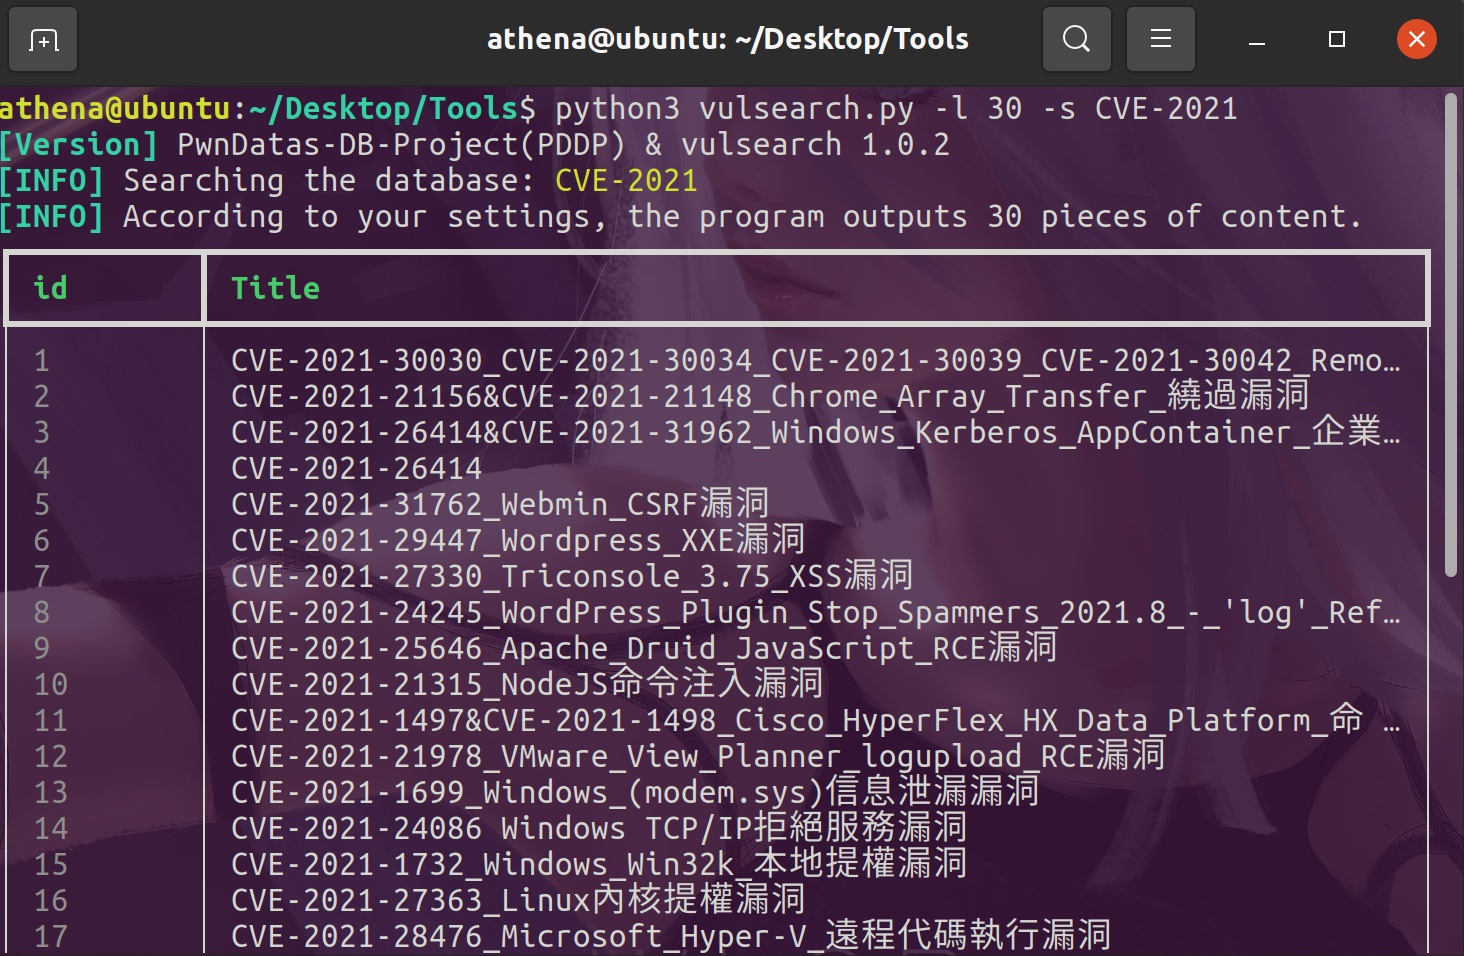 athena@ubuntu: ~/Desktop/Tools
athena@ubuntu:~/Desktop/Tools$ python3 vulsearch.py -l 30 -s CVE-2021
[Version] PwnDatas-DB-Project(PDDP) & vulsearch 1.0.2
[INFO] Searching the database: CVE-2021
[INFO] According to your settings, the program outputs 30 pieces of content.
id Title
1 CVE-2021-30030_CVE-2021-30034_CVE-2021-30039_CVE-2021-30042_Remo…
2 CVE-2021-21156&CVE-2021-21148_Chrome_Array_Transfer_繞過漏洞
3 CVE-2021-26414&CVE-2021-31962_Windows_Kerberos_AppContainer_企業…
4 CVE-2021-26414
5 CVE-2021-31762_Webmin_CSRF漏洞
6 CVE-2021-29447_Wordpress_XXE漏洞
7 CVE-2021-27330_Triconsole_3.75_XSS漏洞
8 CVE-2021-24245_WordPress_Plugin_Stop_Spammers_2021.8_-_'log'_Ref…
9 CVE-2021-25646_Apache_Druid_JavaScript_RCE漏洞
10 CVE-2021-21315_NodeJS命令注入漏洞
11 CVE-2021-1497&CVE-2021-1498_Cisco_HyperFlex_HX_Data_Platform_命 …
12 CVE-2021-21978_VMware_View_Planner_logupload_RCE漏洞
13 CVE-2021-1699_Windows_(modem.sys)信息泄漏漏洞
14 CVE-2021-24086 Windows TCP/IP拒絕服務漏洞
15 CVE-2021-1732_Windows_Win32k_本地提權漏洞
16 CVE-2021-27363_Linux內核提權漏洞
17 CVE-2021-28476_Microsoft_Hyper-V_遠程代碼執行漏洞